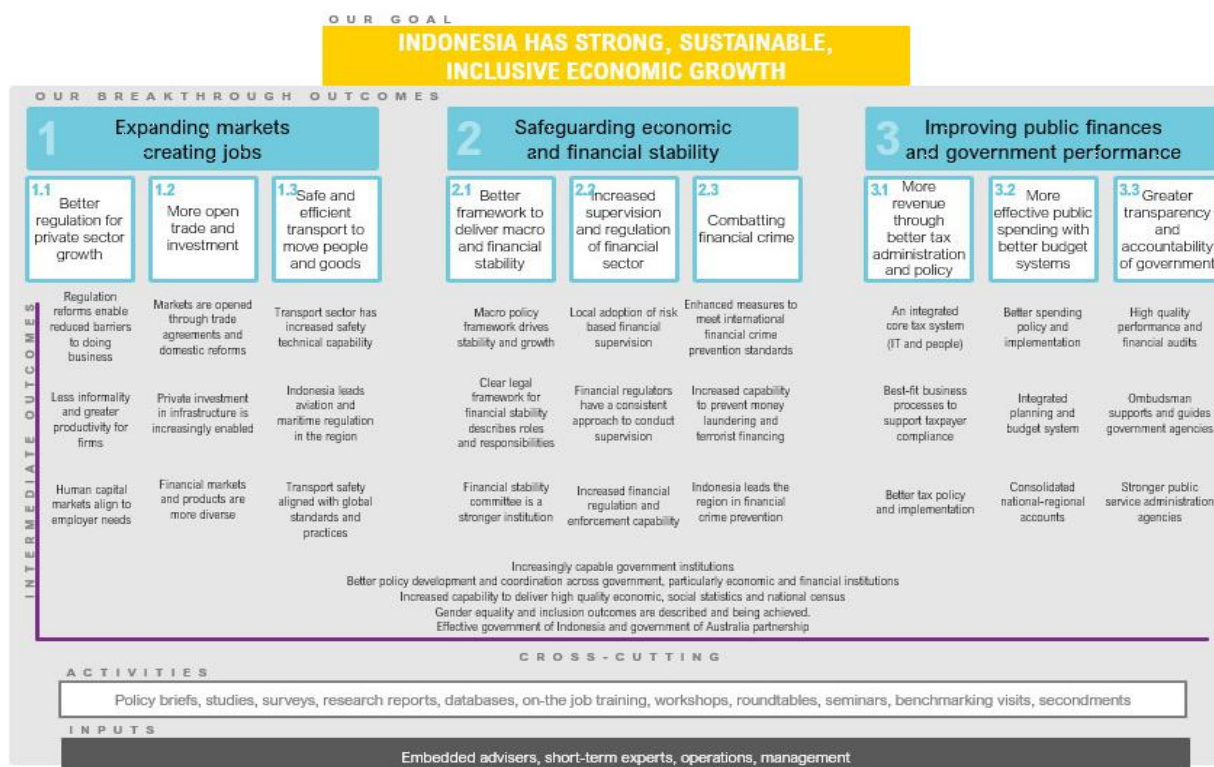 OUR GOAL
INDONESIA HAS STRONG, SUSTAINABLE,
INCLUSIVE ECONOMIC GROWTH
OUR BREAKTHROUGH OUTCOMES
1
Expanding markets
creating jobs
2
Safeguarding economic
and financial stability
3
Improving public finances
and government performance
1.1
Better
regulation for
private sector
growth
1.2
More open
trade and
investment
1.3
Safe and
efficient
transport to
move people
and goods
2.1
Better
framework to
deliver macro
and financial
stability
2.2
Increased
supervision
and regulation
of financial
sector
2.3
Combatting
financial crime
3.1
More
revenue
through
better tax
administration
and policy
3.2
More
effective public
spending with
better budget
systems
3.3
Greater
transparency
and
accountability
of government
INTERMEDIATE OUTCOMES
Regulation
reforms enable
reduced barriers
to doing
business
Markets are opened
through trade
agreements and
domestic reforms
Transport sector has
increased safety
technical capability
Macro policy
framework drives
stability and growth
Local adoption of risk
based financial
supervision
Enhanced measures to
meet international
financial crime
prevention standards
An integrated
core tax system
(IT and people)
Better spending
policy and
implementation
High quality
performance and
financial audits
Less informality
and greater
productivity for
firms
Private investment
in infrastructure is
increasingly enabled
Indonesia leads
aviation and
maritime regulation
in the region
Clear legal
framework for
financial stability
describes roles
and responsibilities
Financial regulators
have a consistent
approach to conduct
supervision
Increased capability
to prevent money
laundering and
terrorist financing
Best-fit business
processes to
support taxpayer
compliance
Integrated
planning and
budget system
Ombudsman
supports and guides
government agencies
Human capital
markets align to
employer needs
Financial markets
and products are
more diverse
Transport safety
aligned with global
standards and
practices
Financial stability
committee is a
stronger institution
Increased financial
regulation and
enforcement capability
Indonesia leads the
region in financial
crime prevention
Better tax policy
and implementation
Consolidated
national-regional
accounts
Stronger public
service administration
agencies
Increasingly capable government institutions
Better policy development and coordination across government, particularly economic and financial institutions
Increased capability to deliver high quality economic, social statistics and national census
Gender equality and inclusion outcomes are described and being achieved.
Effective government of Indonesia and government of Australia partnership
CROSS-CUTTING
ACTIVITIES
Policy briefs, studies, surveys, research reports, databases, on-the job training, workshops, roundtables, seminars, benchmarking visits, secondments
INPUTS
Embedded advisers, short-term experts, operations, management